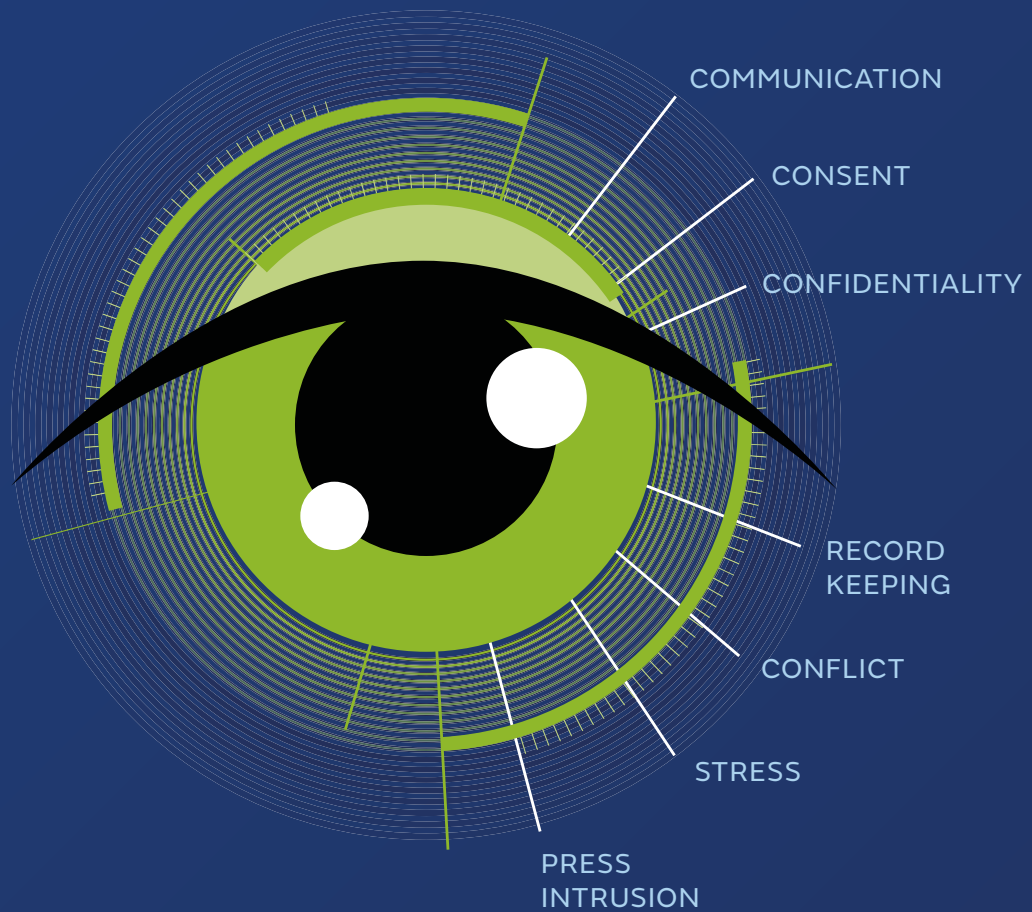 COMMUNICATION
CONSENT
CONFIDENTIALITY
RECORD
KEEPING
CONFLICT
STRESS
PRESS
INTRUSION